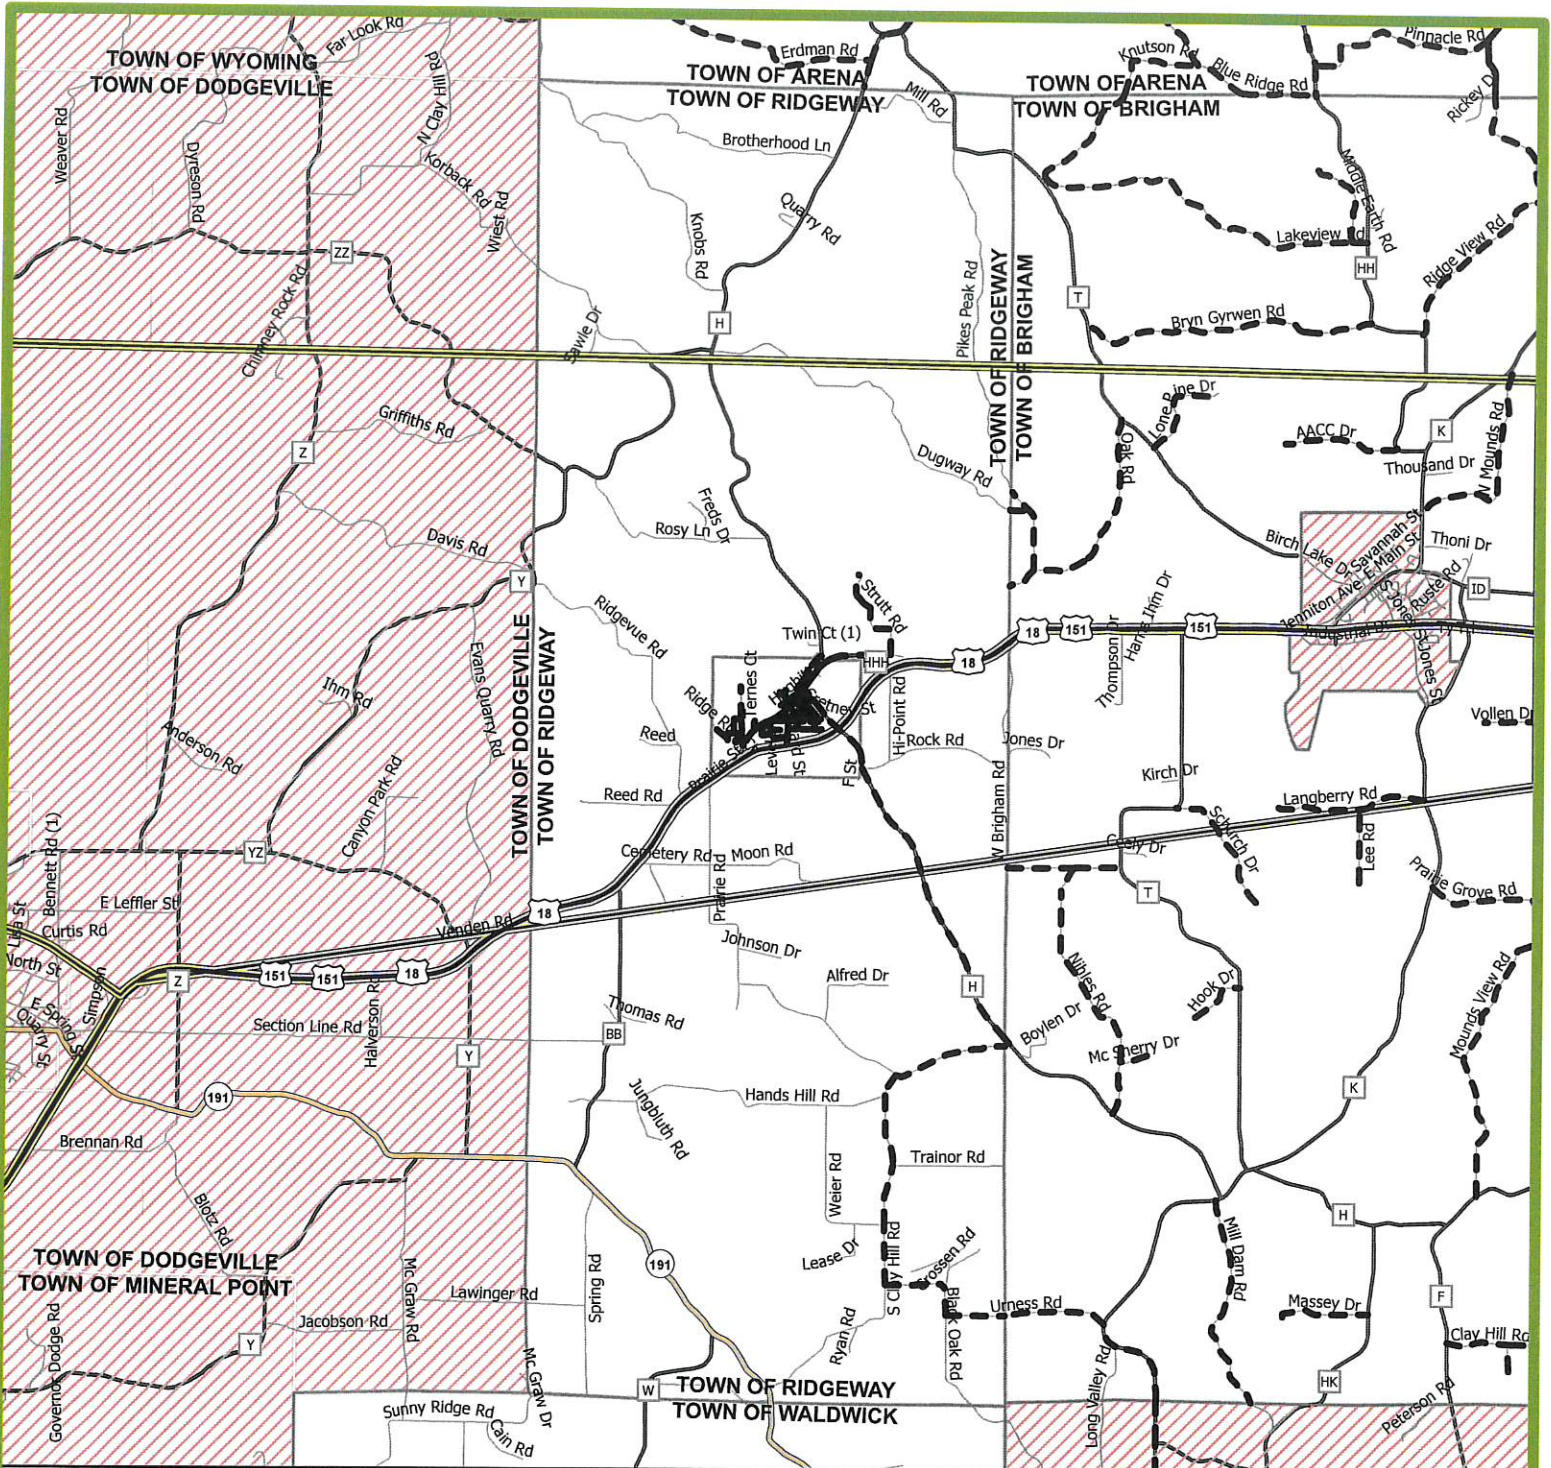 Far Look Rd
TOWN OF WYOMING
TOWN OF DODGEVILLE
N Clay Hill Rd
Weaver Rd
Dyreson Rd
Korback Rd
Wiest Rd
ZZ
Chimney Rock Rd
Griffiths Rd
Z
Davis Rd
Y
Erdman Rd
TOWN OF ARENA
TOWN OF RIDGEWAY
Mill Rd
Brotherhood Ln
Quarry Rd
Knobs Rd
H
Sawle Dr
Pikes Peak Rd
Dugway Rd
Freds Dr
Rosy Ln
Knutson Rd
Blue Ridge Rd
Pinnacle Rd
TOWN OF ARENA
TOWN OF BRIGHAM
Rickey D
Middle Earth Rd
Lakeview Rd
HH
Ridge View Rd
TOWN OF RIDGEWAY
TOWN OF BRIGHAM
T
Bryn Gyrwen Rd
Lone Pine Dr
Oak Rd
AACC Dr
K
Thousand Dr
N Mounds Rd
Birch Lake Dr
Savannah St
E Main St
Thoni Dr
Jenniton Ave
Ruste Rd
ID
Industrial Dr
S Jones St
S Jones St
TOWN OF DODGEVILLE
TOWN OF RIDGEWAY
Evans Quarry Rd
Ihm Rd
Anderson Rd
Canyon Park Rd
Ridgevue Rd
Strutt Rd
Twin Ct (1)
HHH
18
18
151
151
Harris Ihm Dr
Thompson Dr
Ternes Ct
Ridge Rd
Prairie St
F St
Hi-Point Rd
Rock Rd
Jones Dr
Reed
Reed Rd
Kirch Dr
Vollen Dr
Langberry Rd
Schurch Dr
Lee Rd
W Brigham Rd
Ceely Dr
T
Prairie Grove Rd
Bennett Rd (1)
YZ
E Leffler St
Curtis Rd
Lisa St
North St
Venden Rd
18
Cemetery Rd
Moon Rd
Prairie Rd
Johnson Dr
Alfred Dr
H
Z
151
151
18
Simpson
E Spring St
Quarry St
Section Line Rd
Halverson Rd
Y
BB
Thomas Rd
Nibles Rd
Boylen Dr
Hook Dr
Mc Sherry Dr
Mounds View Rd
K
191
Hands Hill Rd
Jungbluth Rd
Brennan Rd
Blotz Rd
Weier Rd
Trainor Rd
Lease Dr
S Clay Hill Rd
H
Mill Dam Rd
TOWN OF DODGEVILLE
TOWN OF MINERAL POINT
Mc Graw Rd
Lawinger Rd
Spring Rd
191
Jacobson Rd
Governor Dodge Rd
Y
Ryan Rd
Black Oak Rd
Urness Rd
Massey Dr
F
Clay Hill Rd
Mc Graw Dr
W
TOWN OF RIDGEWAY
TOWN OF WALDWICK
Long Valley Rd
HK
Peterson Rd
Sunny Ridge Rd
Cain Rd